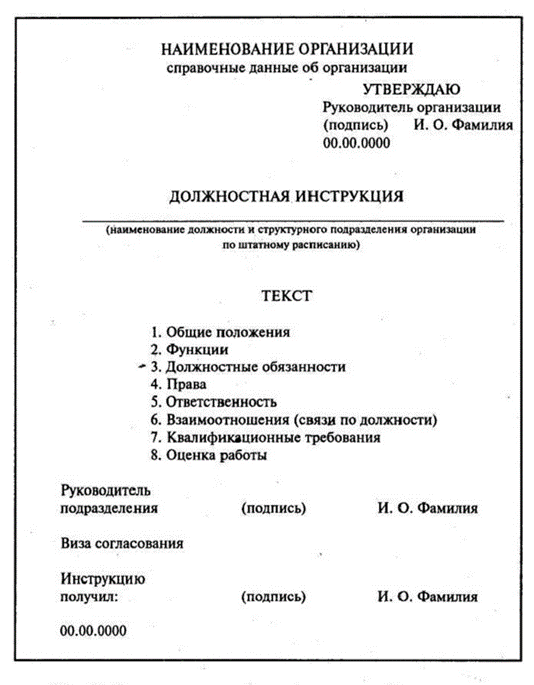 НАИМЕНОВАНИЕ ОРГАНИЗАЦИИ
справочные данные об организации
УТВЕРЖДАЮ
Руководитель организации
(подпись) И. О. Фамилия
00.00.0000
ДОЛЖНОСТНАЯ ИНСТРУКЦИЯ
(наименование должности и структурного подразделения организации
по штатному расписанию)
ТЕКСТ
1. Общие положения
2. Функции
3. Должностные обязанности
4. Права
5. Ответственность
6. Взаимоотношения (связи по должности)
7. Квалификационные требования
8. Оценка работы
Руководитель
подразделения (подпись) И. О. Фамилия
Виза согласования
Инструкцию
получил: (подпись) И. О. Фамилия
00.00.0000